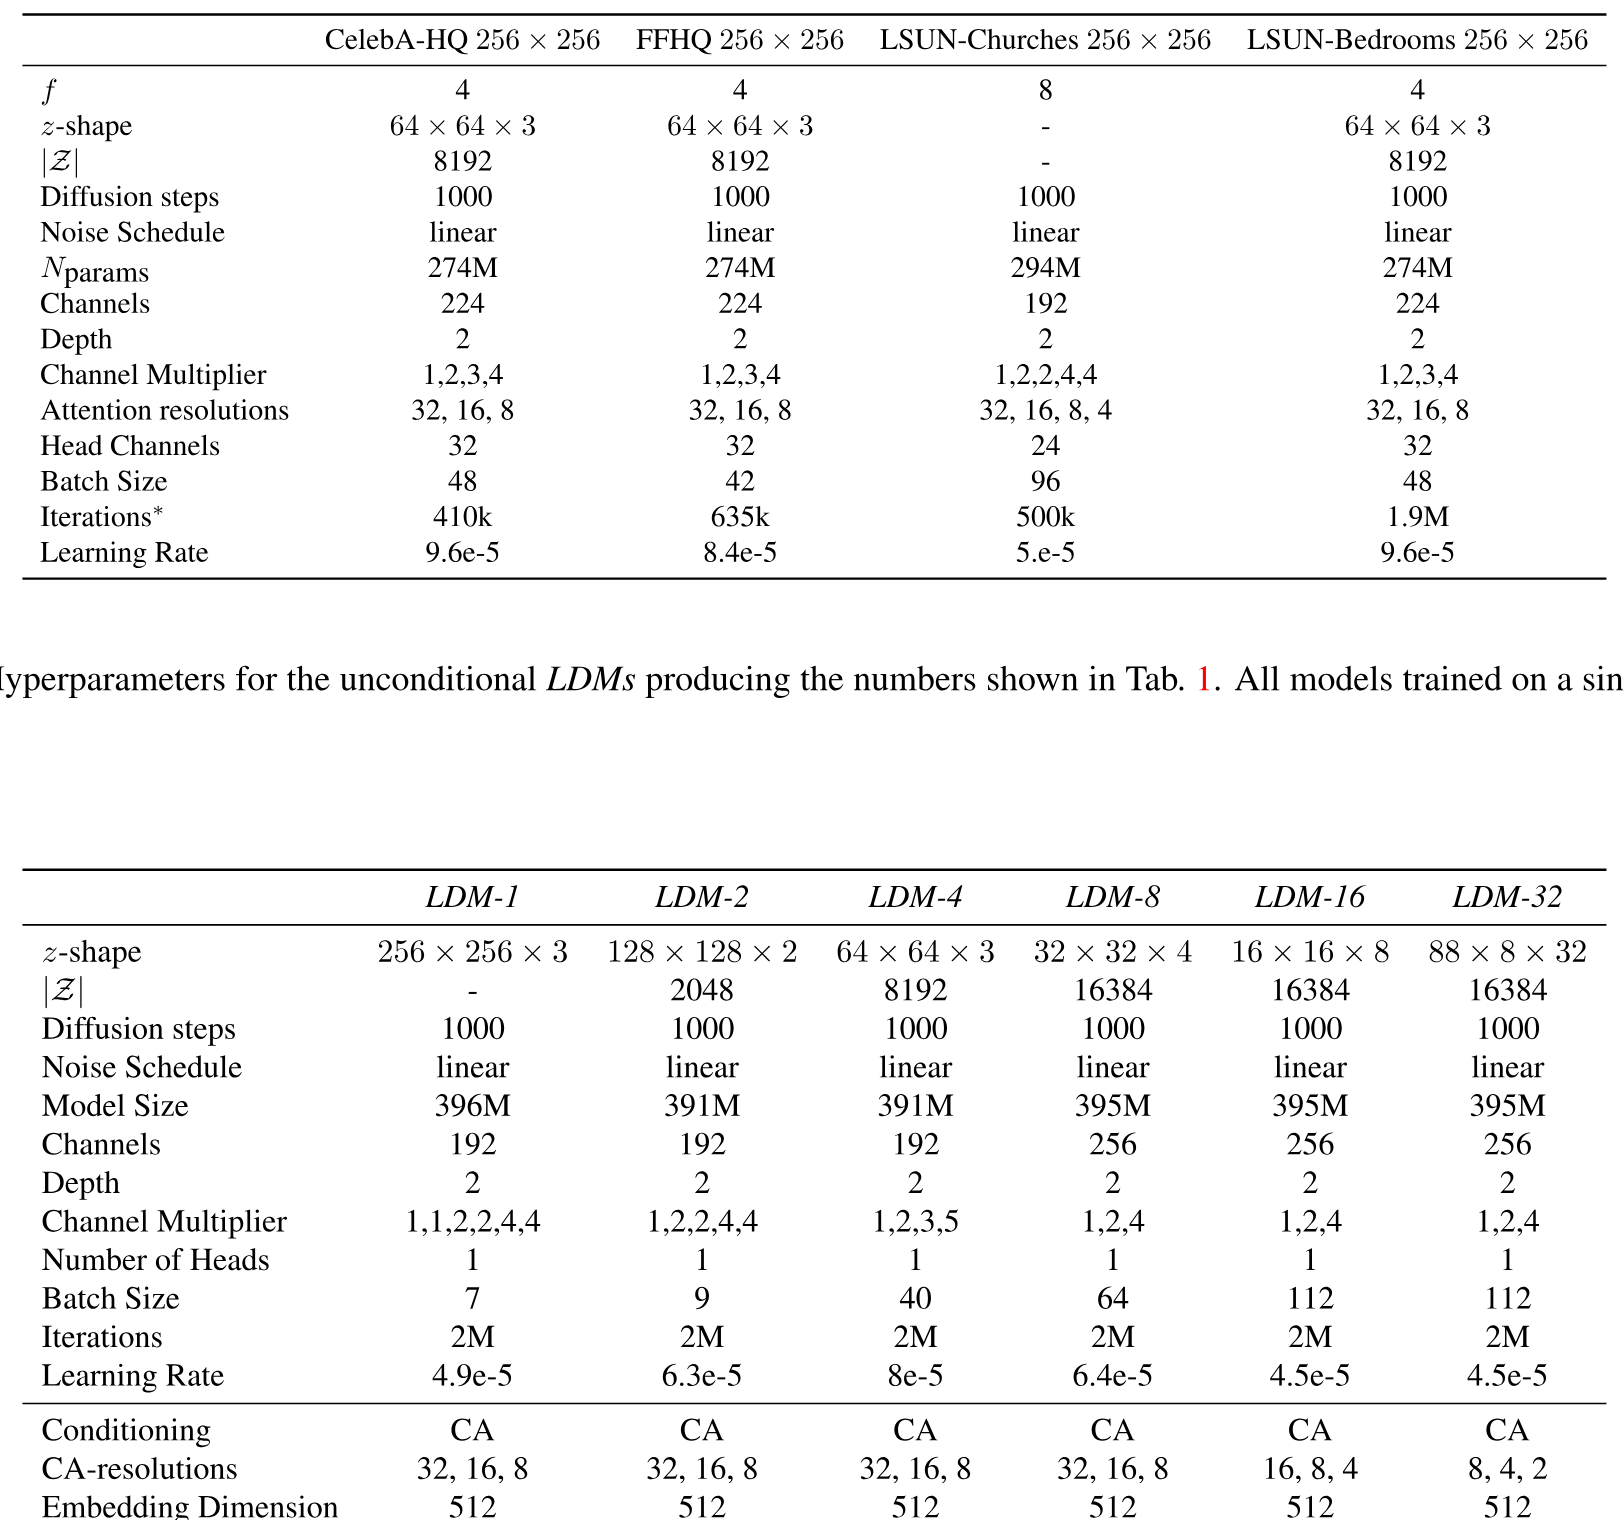 CelebA-HQ 256 × 256 FFHQ 256 × 256 LSUN-Churches 256 × 256 LSUN-Bedrooms 256 × 256
f 4 4 8 4
z-shape 64 × 64 × 3 64 × 64 × 3 - 64 × 64 × 3
|𝒵| 8192 8192 - 8192
Diffusion steps 1000 1000 1000 1000
Noise Schedule linear linear linear linear
Nparams 274M 274M 294M 274M
Channels 224 224 192 224
Depth 2 2 2 2
Channel Multiplier 1,2,3,4 1,2,3,4 1,2,2,4,4 1,2,3,4
Attention resolutions 32, 16, 8 32, 16, 8 32, 16, 8, 4 32, 16, 8
Head Channels 32 32 24 32
Batch Size 48 42 96 48
Iterations* 410k 635k 500k 1.9M
Learning Rate 9.6e-5 8.4e-5 5.e-5 9.6e-5
yperparameters for the unconditional LDMs producing the numbers shown in Tab. 1. All models trained on a sin
LDM-1 LDM-2 LDM-4 LDM-8 LDM-16 LDM-32
z-shape 256 × 256 × 3 128 × 128 × 2 64 × 64 × 3 32 × 32 × 4 16 × 16 × 8 88 × 8 × 32
|𝒵| - 2048 8192 16384 16384 16384
Diffusion steps 1000 1000 1000 1000 1000 1000
Noise Schedule linear linear linear linear linear linear
Model Size 396M 391M 391M 395M 395M 395M
Channels 192 192 192 256 256 256
Depth 2 2 2 2 2 2
Channel Multiplier 1,1,2,2,4,4 1,2,2,4,4 1,2,3,5 1,2,4 1,2,4 1,2,4
Number of Heads 1 1 1 1 1 1
Batch Size 7 9 40 64 112 112
Iterations 2M 2M 2M 2M 2M 2M
Learning Rate 4.9e-5 6.3e-5 8e-5 6.4e-5 4.5e-5 4.5e-5
Conditioning CA CA CA CA CA CA
CA-resolutions 32, 16, 8 32, 16, 8 32, 16, 8 32, 16, 8 16, 8, 4 8, 4, 2
Embedding Dimension 512 512 512 512 512 512